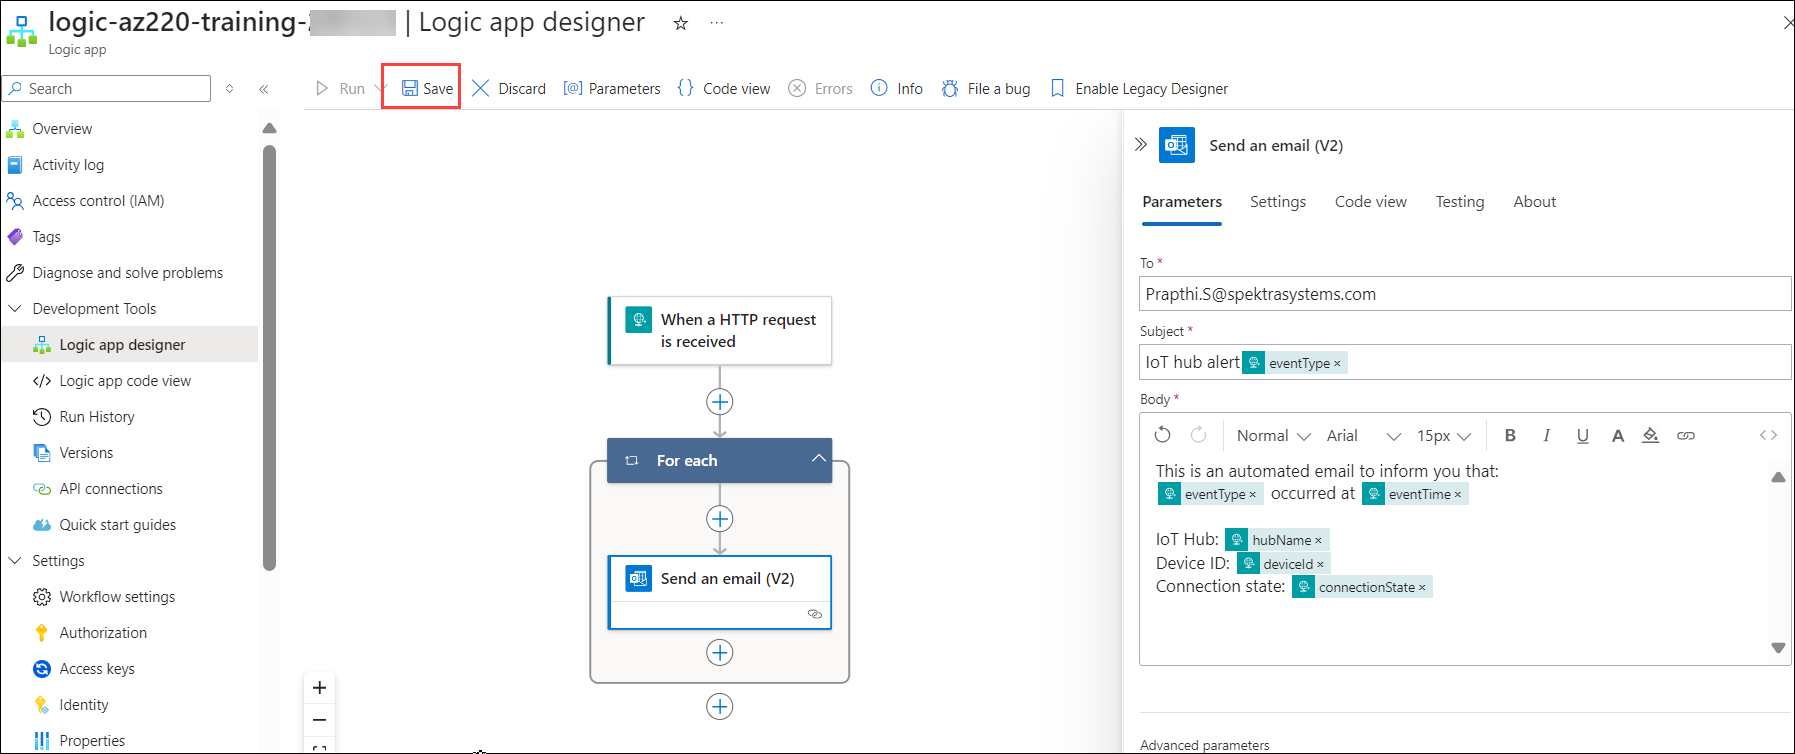 logic-az220-training- | Logic app designer ☆ ···
Logic app
Search
Run Save Discard [@] Parameters {} Code view Errors Info File a bug Enable Legacy Designer
Overview
Activity log
Access control (IAM)
Tags
Diagnose and solve problems
Development Tools
Logic app designer
</> Logic app code view
Run History
Versions
API connections
Quick start guides
Settings
Workflow settings
Authorization
Access keys
Identity
Properties
When a HTTP request
is received
For each
Send an email (V2)
Send an email (V2)
Parameters Settings Code view Testing About
To *
Prapthi.S@spektrasystems.com
Subject *
IoT hub alert eventType ×
Body *
Normal Arial 15px B I U A <>
This is an automated email to inform you that:
eventType × occurred at eventTime ×
IoT Hub: hubName ×
Device ID: deviceId ×
Connection state: connectionState ×
Advanced parameters